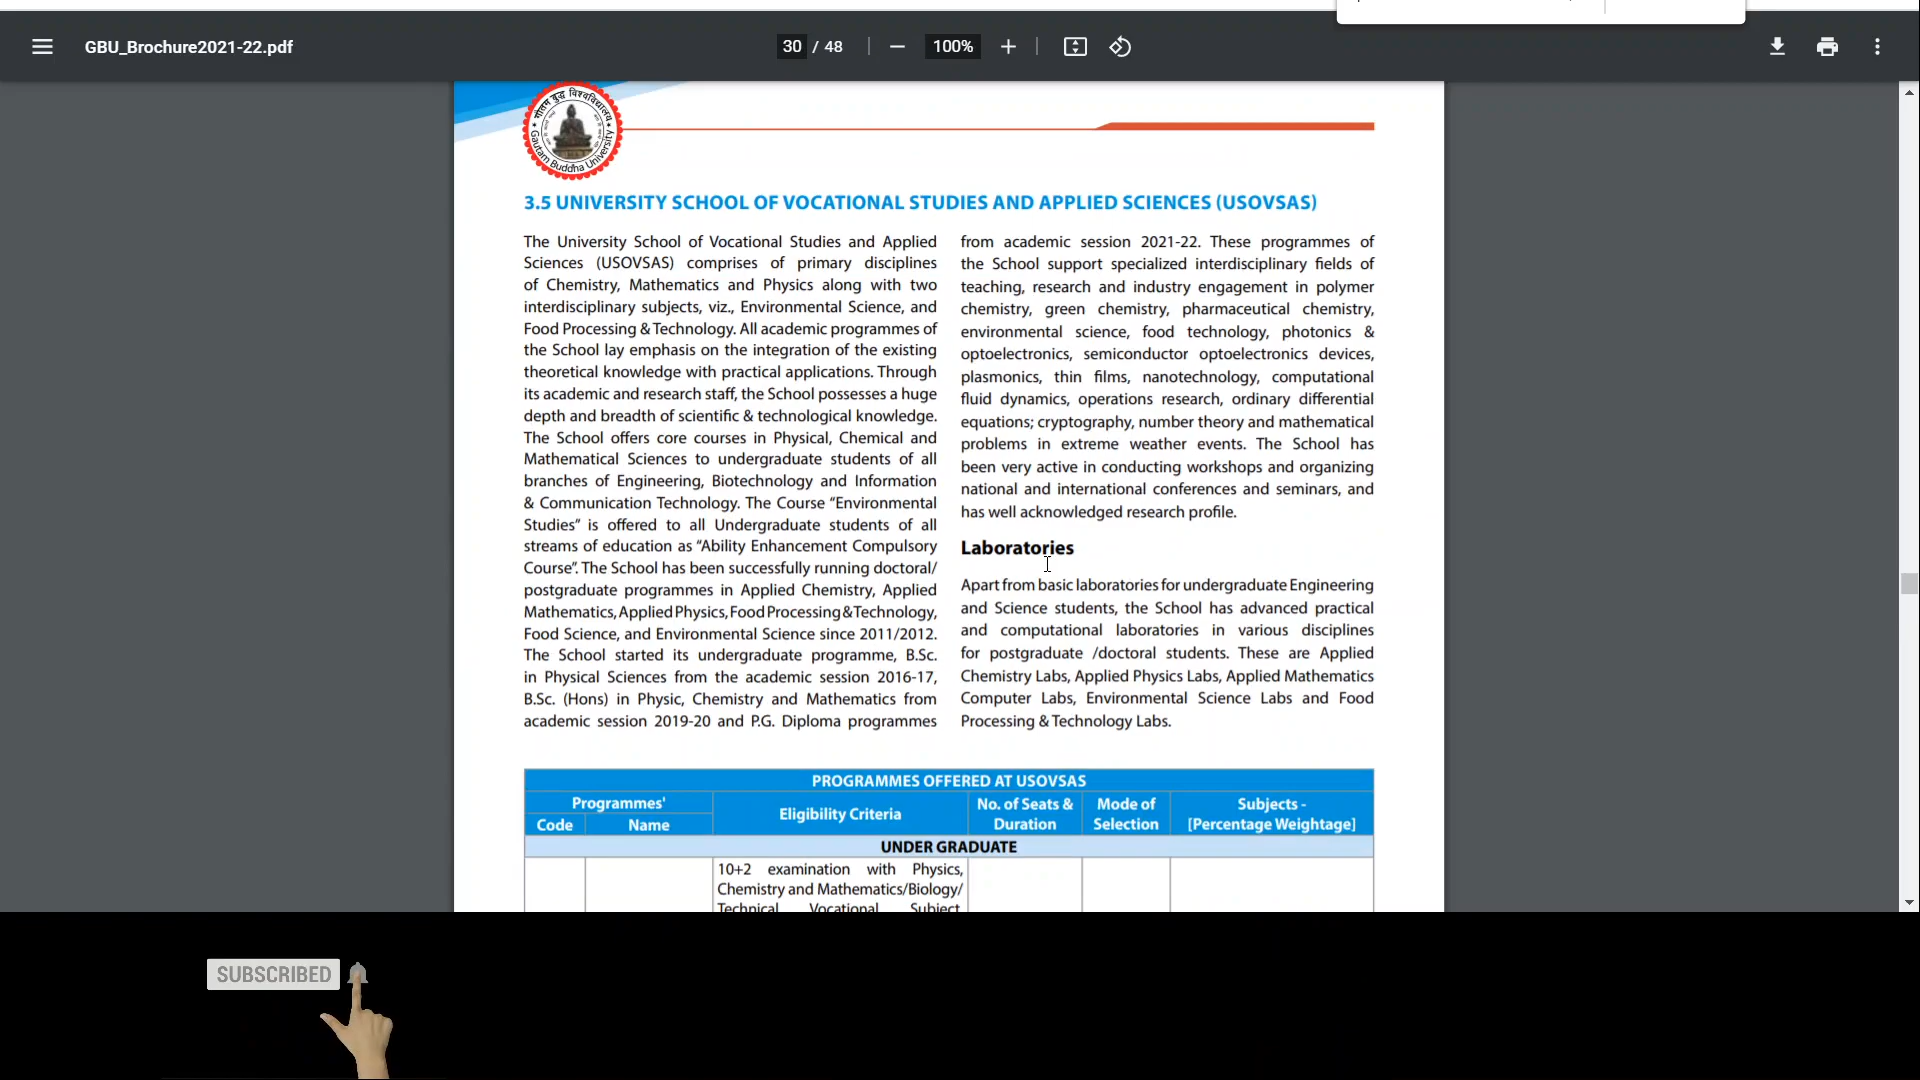 GBU_Brochure2021-22.pdf
30 / 48
100%
गौतम बुद्ध विश्वविद्यालय
Gautam Buddha University
3.5 UNIVERSITY SCHOOL OF VOCATIONAL STUDIES AND APPLIED SCIENCES (USOVSAS)
The University School of Vocational Studies and Applied
Sciences (USOVSAS) comprises of primary disciplines
of Chemistry, Mathematics and Physics along with two
interdisciplinary subjects, viz., Environmental Science, and
Food Processing & Technology. All academic programmes of
the School lay emphasis on the integration of the existing
theoretical knowledge with practical applications. Through
its academic and research staff, the School possesses a huge
depth and breadth of scientific & technological knowledge.
The School offers core courses in Physical, Chemical and
Mathematical Sciences to undergraduate students of all
branches of Engineering, Biotechnology and Information
& Communication Technology. The Course “Environmental
Studies” is offered to all Undergraduate students of all
streams of education as “Ability Enhancement Compulsory
Course”. The School has been successfully running doctoral/
postgraduate programmes in Applied Chemistry, Applied
Mathematics, Applied Physics, Food Processing & Technology,
Food Science, and Environmental Science since 2011/2012.
The School started its undergraduate programme, B.Sc.
in Physical Sciences from the academic session 2016-17,
B.Sc. (Hons) in Physic, Chemistry and Mathematics from
academic session 2019-20 and P.G. Diploma programmes
from academic session 2021-22. These programmes of
the School support specialized interdisciplinary fields of
teaching, research and industry engagement in polymer
chemistry, green chemistry, pharmaceutical chemistry,
environmental science, food technology, photonics &
optoelectronics, semiconductor optoelectronics devices,
plasmonics, thin films, nanotechnology, computational
fluid dynamics, operations research, ordinary differential
equations; cryptography, number theory and mathematical
problems in extreme weather events. The School has
been very active in conducting workshops and organizing
national and international conferences and seminars, and
has well acknowledged research profile.
Laboratories
Apart from basic laboratories for undergraduate Engineering
and Science students, the School has advanced practical
and computational laboratories in various disciplines
for postgraduate /doctoral students. These are Applied
Chemistry Labs, Applied Physics Labs, Applied Mathematics
Computer Labs, Environmental Science Labs and Food
Processing & Technology Labs.
PROGRAMMES OFFERED AT USOVSAS
Programmes'
Code Name
Eligibility Criteria
No. of Seats &
Duration
Mode of
Selection
Subjects -
[Percentage Weightage]
UNDER GRADUATE
10+2 examination with Physics,
Chemistry and Mathematics/Biology/
Technical Vocational Subject
SUBSCRIBED